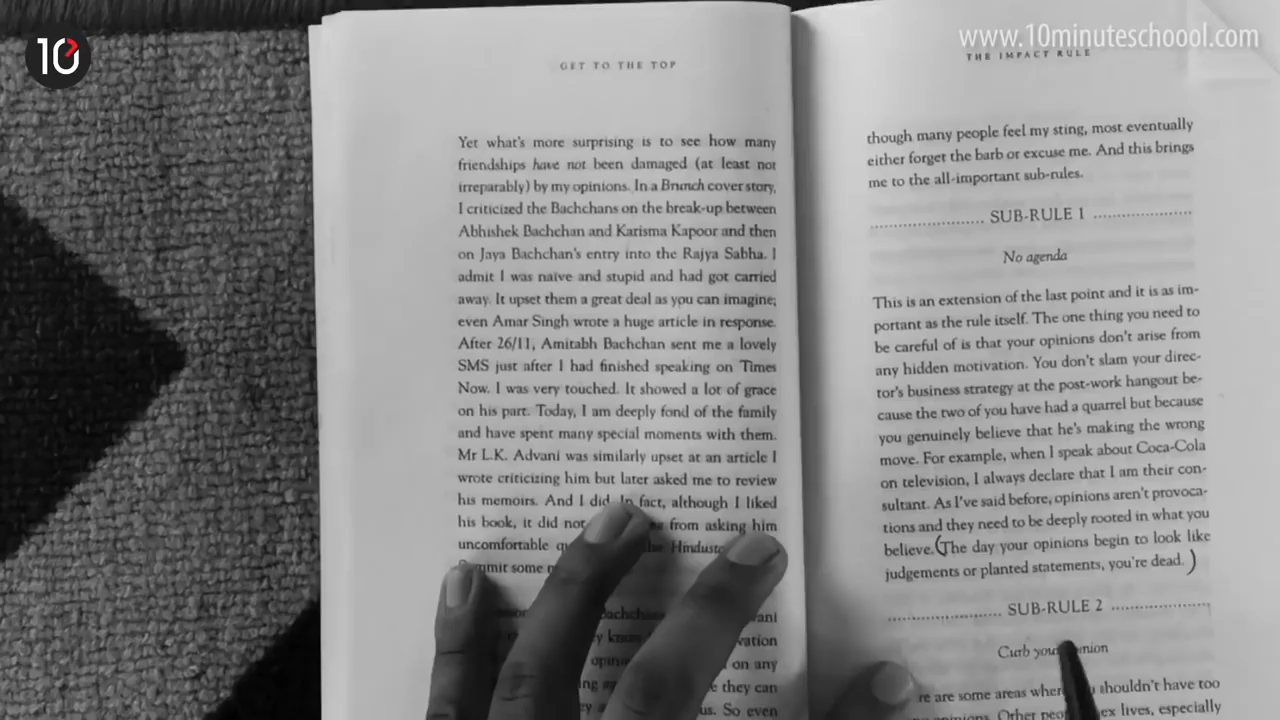 10
www.10minuteschoool.com
GET TO THE TOP
Yet what's more surprising is to see how many
friendships have not been damaged (at least not
irreparably) by my opinions. In a Brunch cover story,
I criticized the Bachchans on the break-up between
Abhishek Bachchan and Karisma Kapoor and then
on Jaya Bachchan's entry into the Rajya Sabha. I
admit I was naïve and stupid and had got carried
away. It upset them a great deal as you can imagine;
even Amar Singh wrote a huge article in response.
After 26/11, Amitabh Bachchan sent me a lovely
SMS just after I had finished speaking on Times
Now. I was very touched. It showed a lot of grace
on his part. Today, I am deeply fond of the family
and have spent many special moments with them.
Mr L.K. Advani was similarly upset at an article I
wrote criticizing him but later asked me to review
his memoirs. And I did. In fact, although I liked
his book, it did not from asking him
uncomfortable
some
on any
they can
us. So even
THE IMPACT RULE
though many people feel my sting, most eventually
either forget the barb or excuse me. And this brings
me to the all-important sub-rules.
SUB-RULE 1
No agenda
This is an extension of the last point and it is as im-
portant as the rule itself. The one thing you need to
be careful of is that your opinions don't arise from
any hidden motivation. You don't slam your direc-
tor's business strategy at the post-work hangout be-
cause the two of you have had a quarrel but because
you genuinely believe that he's making the wrong
move. For example, when I speak about Coca-Cola
on television, I always declare that I am their con-
sultant. As I've said before, opinions aren't provoca-
tions and they need to be deeply rooted in what you
believe. (The day your opinions begin to look like
judgements or planted statements, you're dead. )
SUB-RULE 2
Curb your
are some areas where shouldn't have too
Other lives, especially